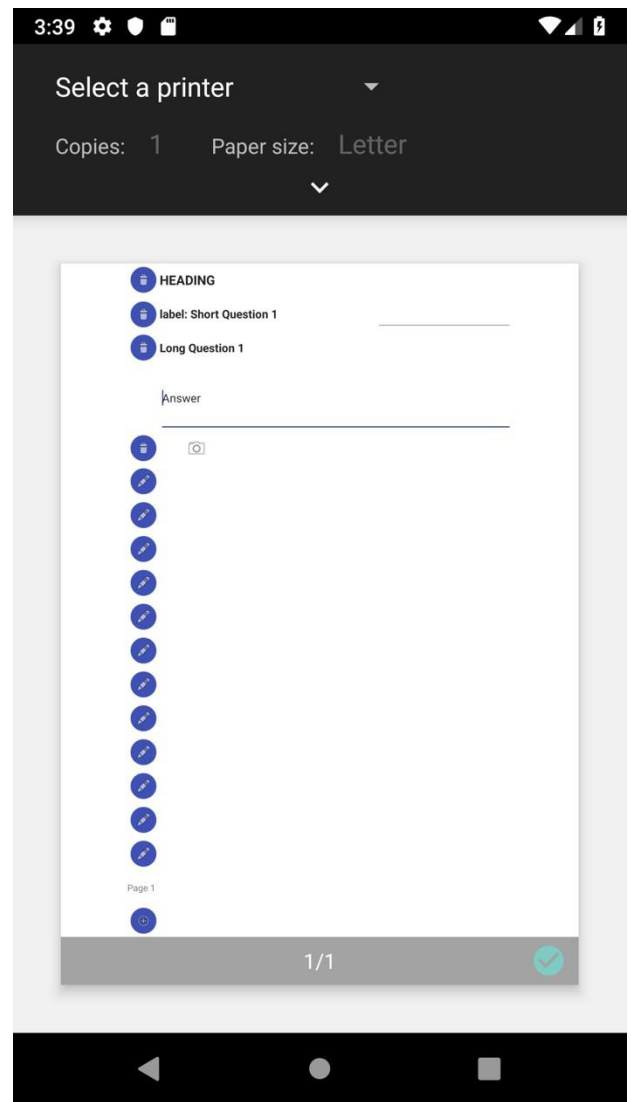 3:39
Select a printer
Copies: 1 Paper size: Letter
HEADING
label: Short Question 1
Long Question 1
Answer
Page 1
1/1